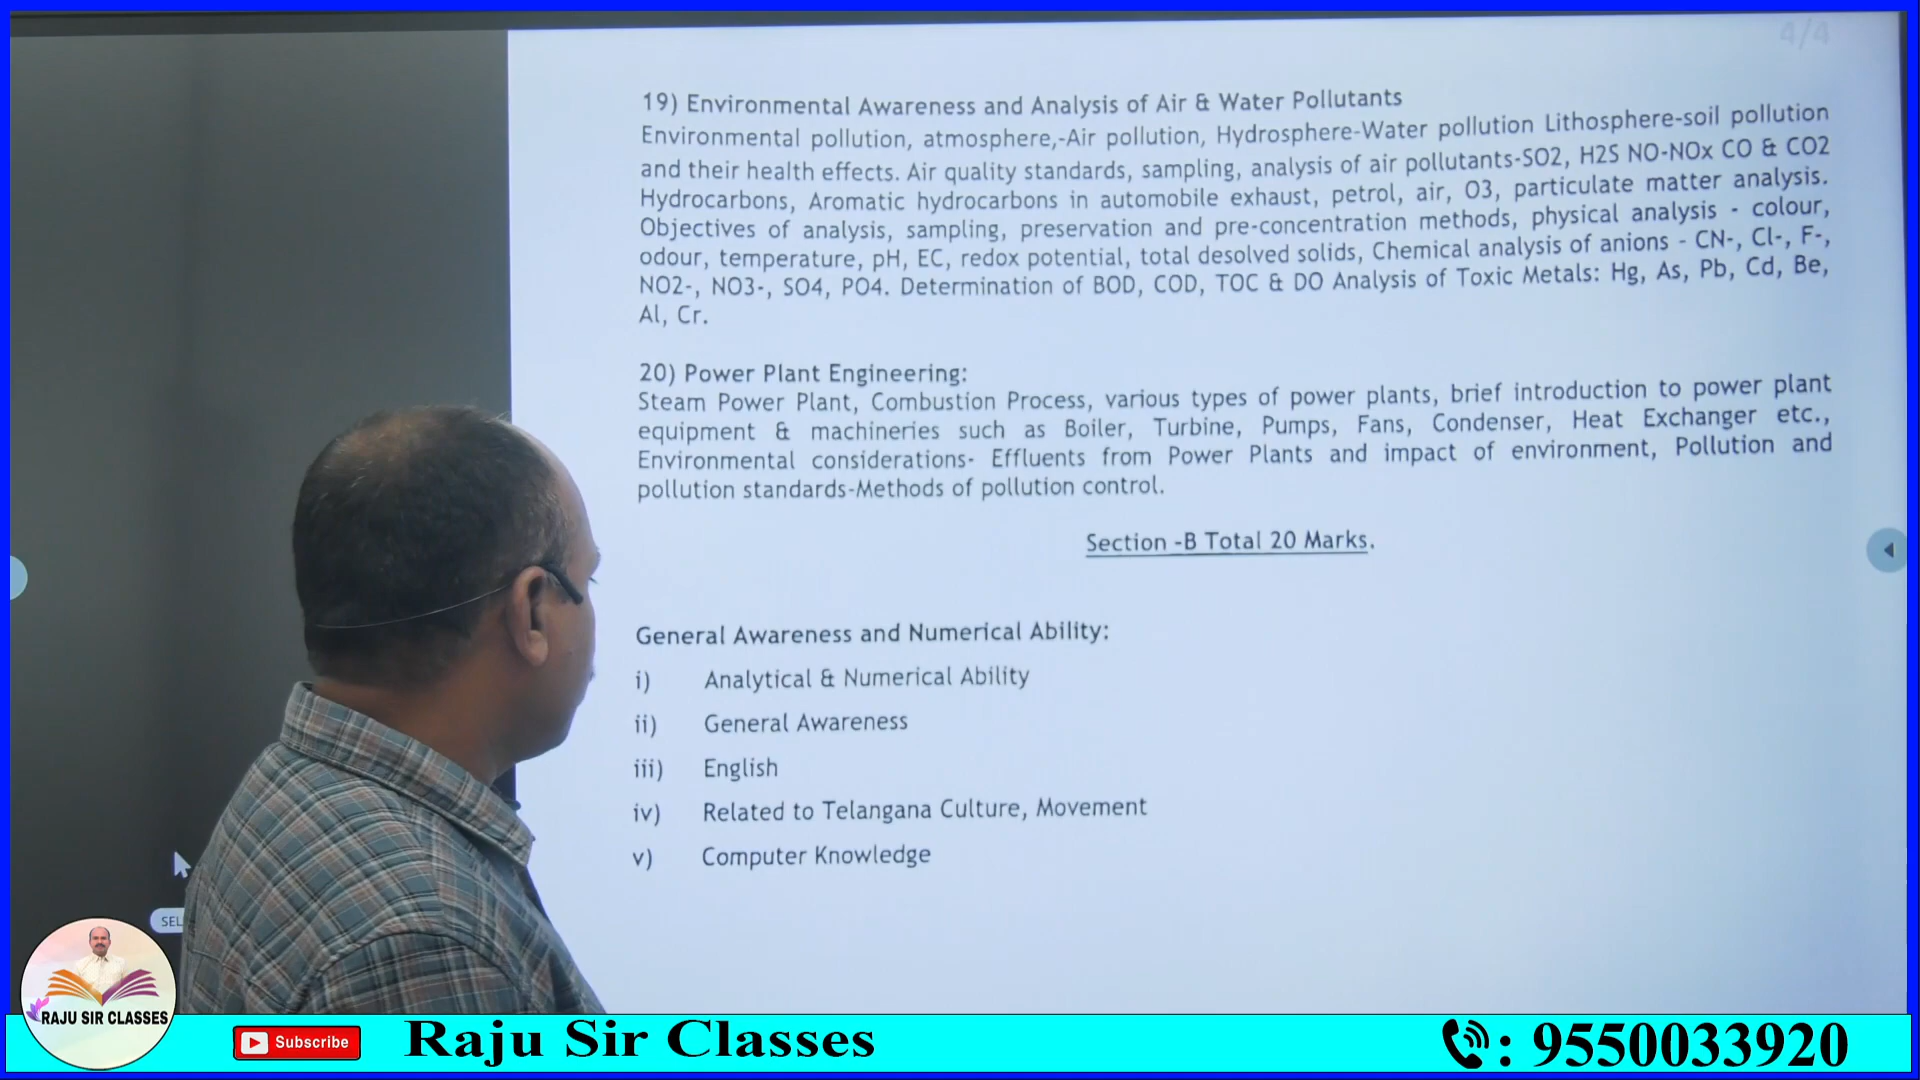 4/4
19) Environmental Awareness and Analysis of Air & Water Pollutants
Environmental pollution, atmosphere,-Air pollution, Hydrosphere-Water pollution Lithosphere-soil pollution
and their health effects. Air quality standards, sampling, analysis of air pollutants-SO2, H2S NO-NOx CO & CO2
Hydrocarbons, Aromatic hydrocarbons in automobile exhaust, petrol, air, O3, particulate matter analysis.
Objectives of analysis, sampling, preservation and pre-concentration methods, physical analysis - colour,
odour, temperature, pH, EC, redox potential, total desolved solids, Chemical analysis of anions - CN-, Cl-, F-,
NO2-, NO3-, SO4, PO4. Determination of BOD, COD, TOC & DO Analysis of Toxic Metals: Hg, As, Pb, Cd, Be,
Al, Cr.
20) Power Plant Engineering:
Steam Power Plant, Combustion Process, various types of power plants, brief introduction to power plant
equipment & machineries such as Boiler, Turbine, Pumps, Fans, Condenser, Heat Exchanger etc.,
Environmental considerations- Effluents from Power Plants and impact of environment, Pollution and
pollution standards-Methods of pollution control.
Section -B Total 20 Marks.
General Awareness and Numerical Ability:
i) Analytical & Numerical Ability
ii) General Awareness
iii) English
iv) Related to Telangana Culture, Movement
v) Computer Knowledge
SEL
RAJU SIR CLASSES
Subscribe
Raju Sir Classes
: 9550033920